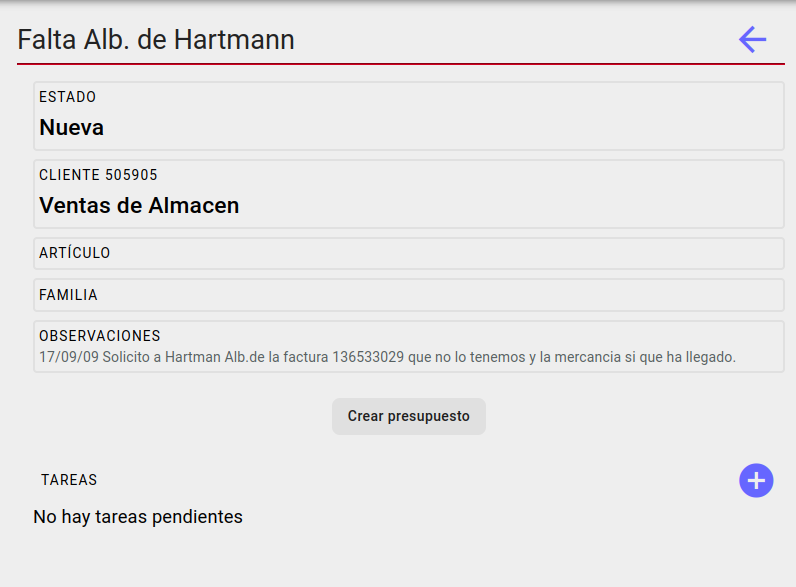 Falta Alb. de Hartmann
ESTADO
Nueva
CLIENTE 505905
Ventas de Almacen
ARTÍCULO
FAMILIA
OBSERVACIONES
17/09/09 Solicito a Hartman Alb.de la factura 136533029 que no lo tenemos y la mercancia si que ha llegado.
Crear presupuesto
TAREAS
No hay tareas pendientes